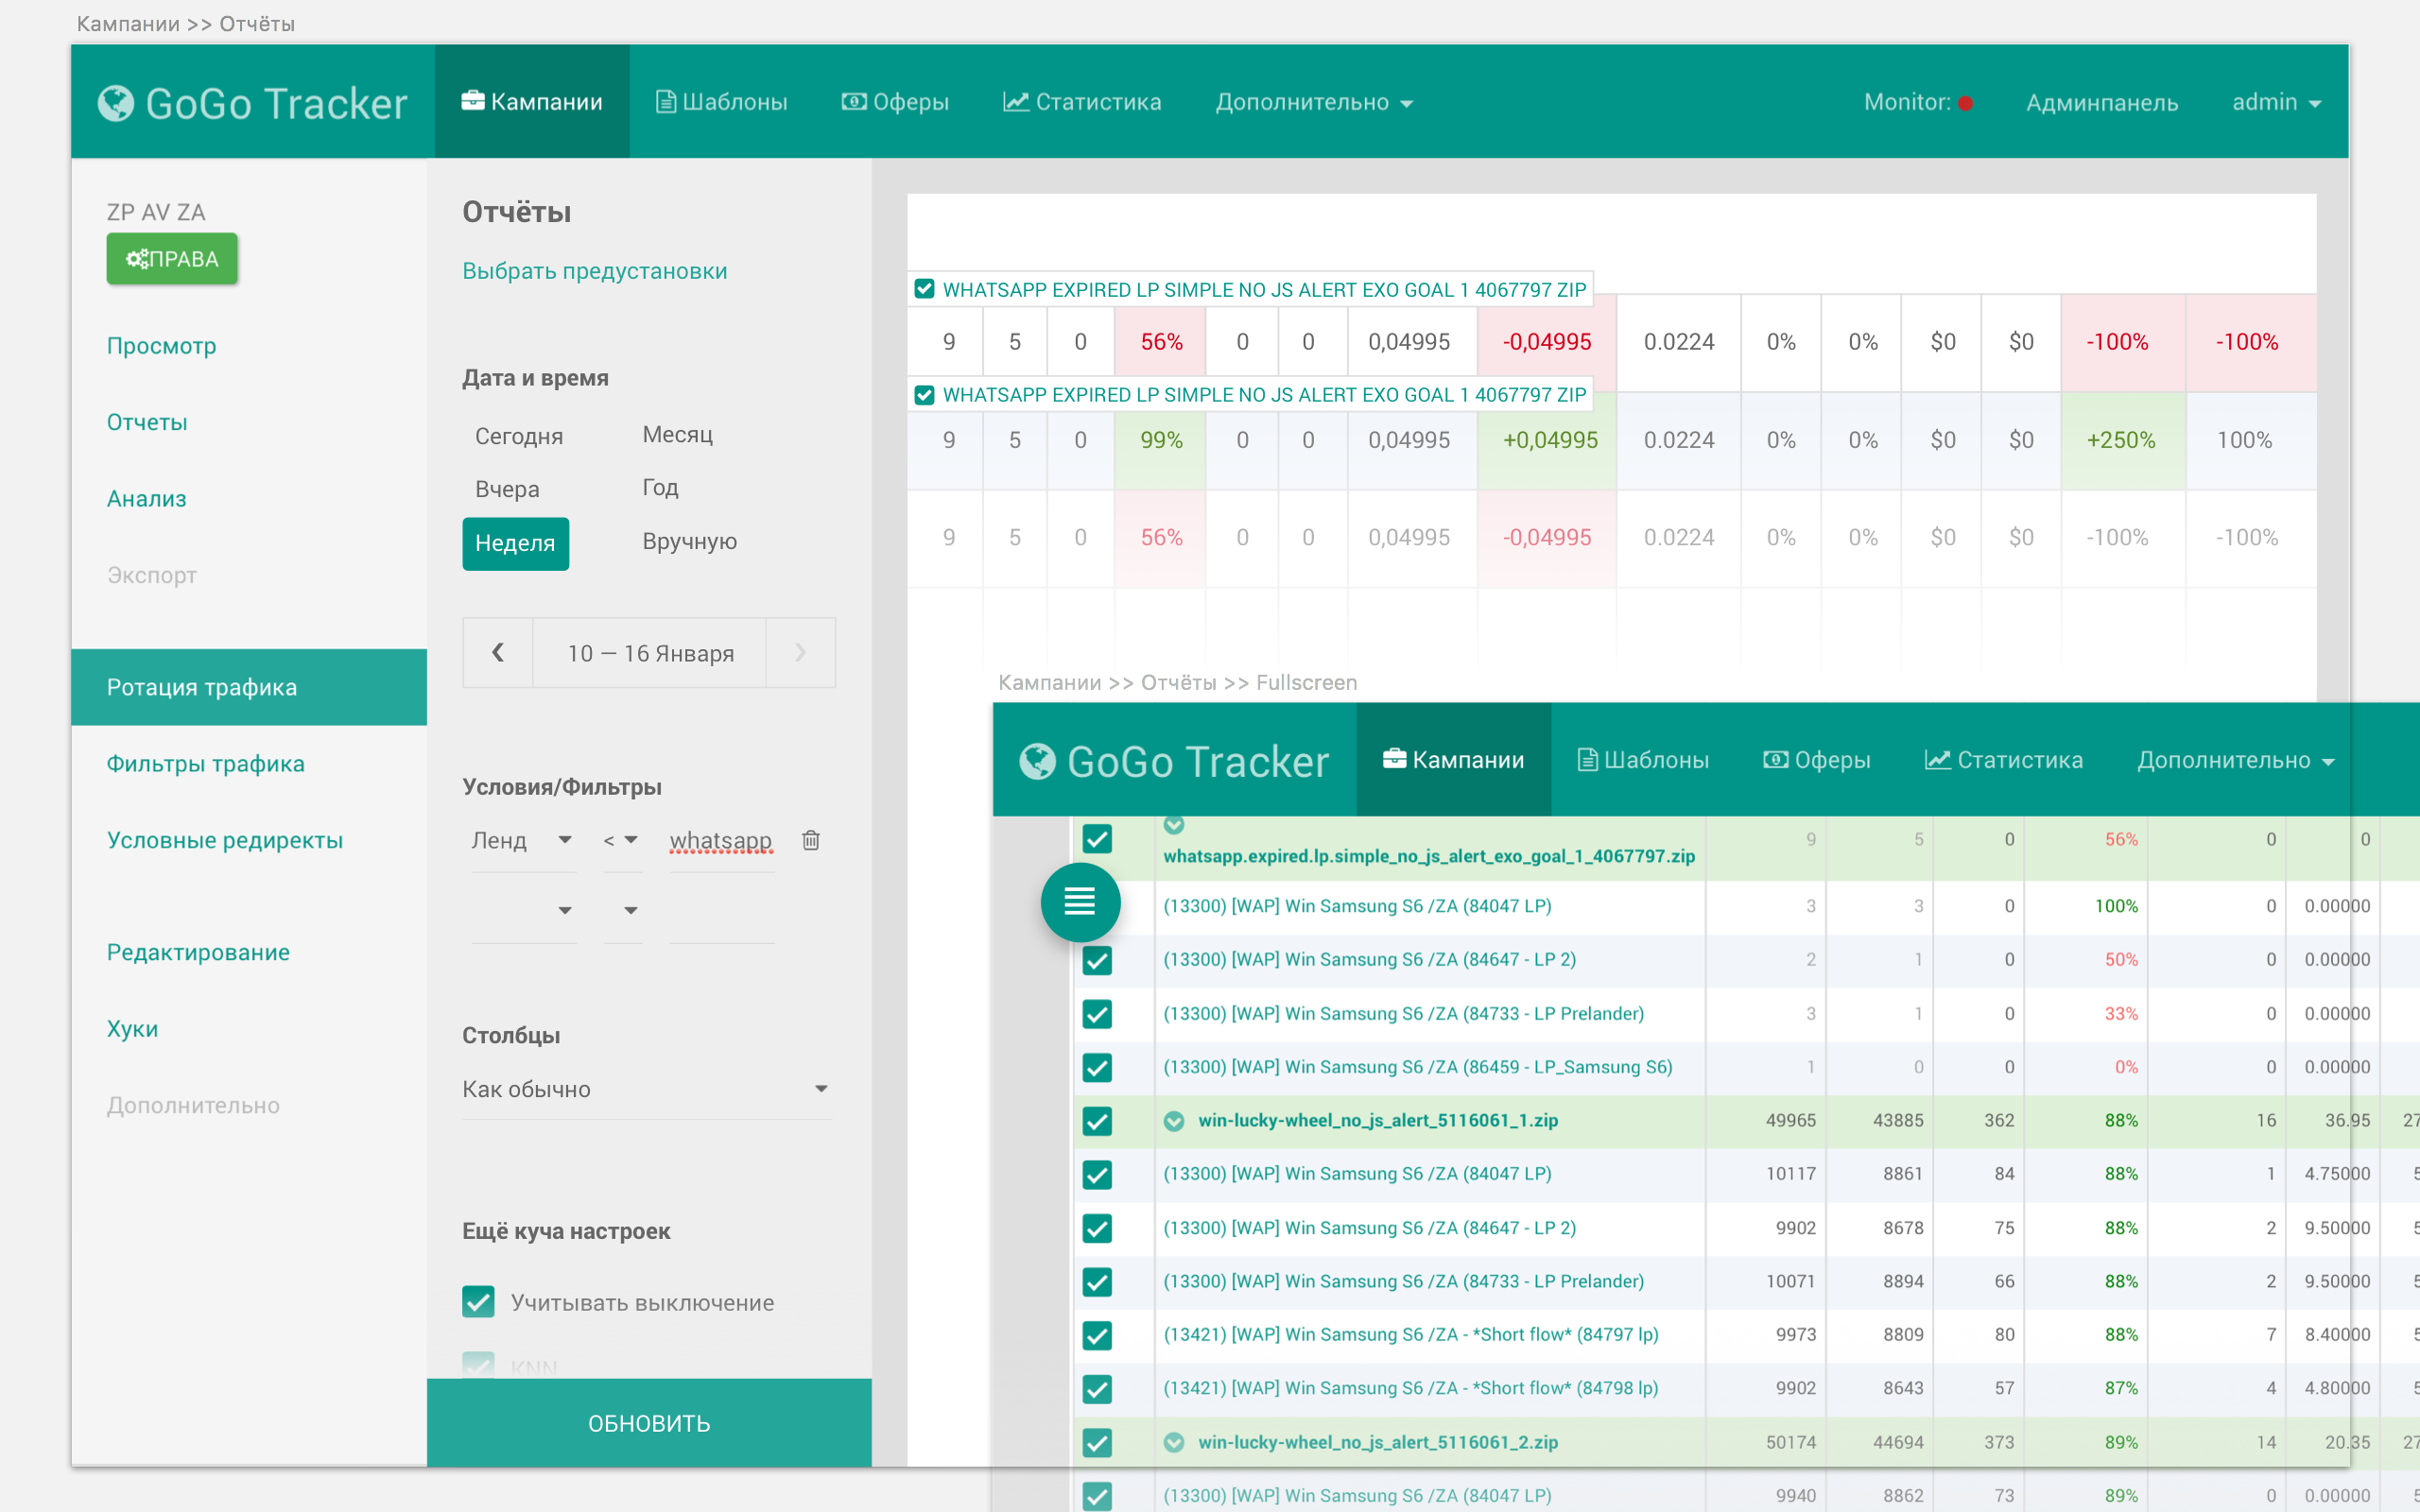 Кампании >> Отчёты
GoGo Tracker Кампании Шаблоны Оферы Статистика Дополнительно Monitor: Админпанель admin
ZP AV ZA
ПРАВА
Просмотр
Отчеты
Анализ
Экспорт
Ротация трафика
Фильтры трафика
Условные редиректы
Редактирование
Хуки
Дополнительно
Отчёты
Выбрать предустановки
Дата и время
Сегодня Месяц
Вчера Год
Неделя Вручную
10 — 16 Января
Условия/Фильтры
Ленд < whatsapp
Столбцы
Как обычно
Ещё куча настроек
Учитывать выключение
KNN
ОБНОВИТЬ
WHATSAPP EXPIRED LP SIMPLE NO JS ALERT EXO GOAL 1 4067797 ZIP
9 5 0 56% 0 0 0,04995 -0,04995 0.0224 0% 0% $0 $0 -100% -100%
WHATSAPP EXPIRED LP SIMPLE NO JS ALERT EXO GOAL 1 4067797 ZIP
9 5 0 99% 0 0 0,04995 +0,04995 0.0224 0% 0% $0 $0 +250% 100%
9 5 0 56% 0 0 0,04995 -0,04995 0.0224 0% 0% $0 $0 -100% -100%
Кампании >> Отчёты >> Fullscreen
GoGo Tracker Кампании Шаблоны Оферы Статистика Дополнительно
whatsapp.expired.lp.simple_no_js_alert_exo_goal_1_4067797.zip 9 5 0 56% 0 0
(13300) [WAP] Win Samsung S6 /ZA (84047 LP) 3 3 0 100% 0 0.00000
(13300) [WAP] Win Samsung S6 /ZA (84647 - LP 2) 2 1 0 50% 0 0.00000
(13300) [WAP] Win Samsung S6 /ZA (84733 - LP Prelander) 3 1 0 33% 0 0.00000
(13300) [WAP] Win Samsung S6 /ZA (86459 - LP_Samsung S6) 1 0 0 0% 0 0.00000
win-lucky-wheel_no_js_alert_5116061_1.zip 49965 43885 362 88% 16 36.95 27
(13300) [WAP] Win Samsung S6 /ZA (84047 LP) 10117 8861 84 88% 1 4.75000 5
(13300) [WAP] Win Samsung S6 /ZA (84647 - LP 2) 9902 8678 75 88% 2 9.50000 5
(13300) [WAP] Win Samsung S6 /ZA (84733 - LP Prelander) 10071 8894 66 88% 2 9.50000 5
(13421) [WAP] Win Samsung S6 /ZA - *Short flow* (84797 lp) 9973 8809 80 88% 7 8.40000 5
(13421) [WAP] Win Samsung S6 /ZA - *Short flow* (84798 lp) 9902 8643 57 87% 4 4.80000 5
win-lucky-wheel_no_js_alert_5116061_2.zip 50174 44694 373 89% 14 20.35 27
(13300) [WAP] Win Samsung S6 /ZA (84047 LP) 9940 8862 73 89% 0 0.00000 5